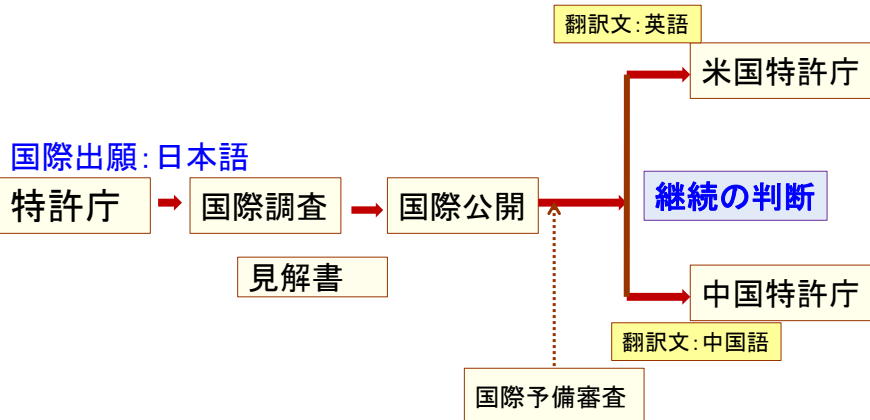 翻訳文:英語
米国特許庁
国際出願:日本語
特許庁
国際調査
国際公開
継続の判断
見解書
中国特許庁
翻訳文:中国語
国際予備審査